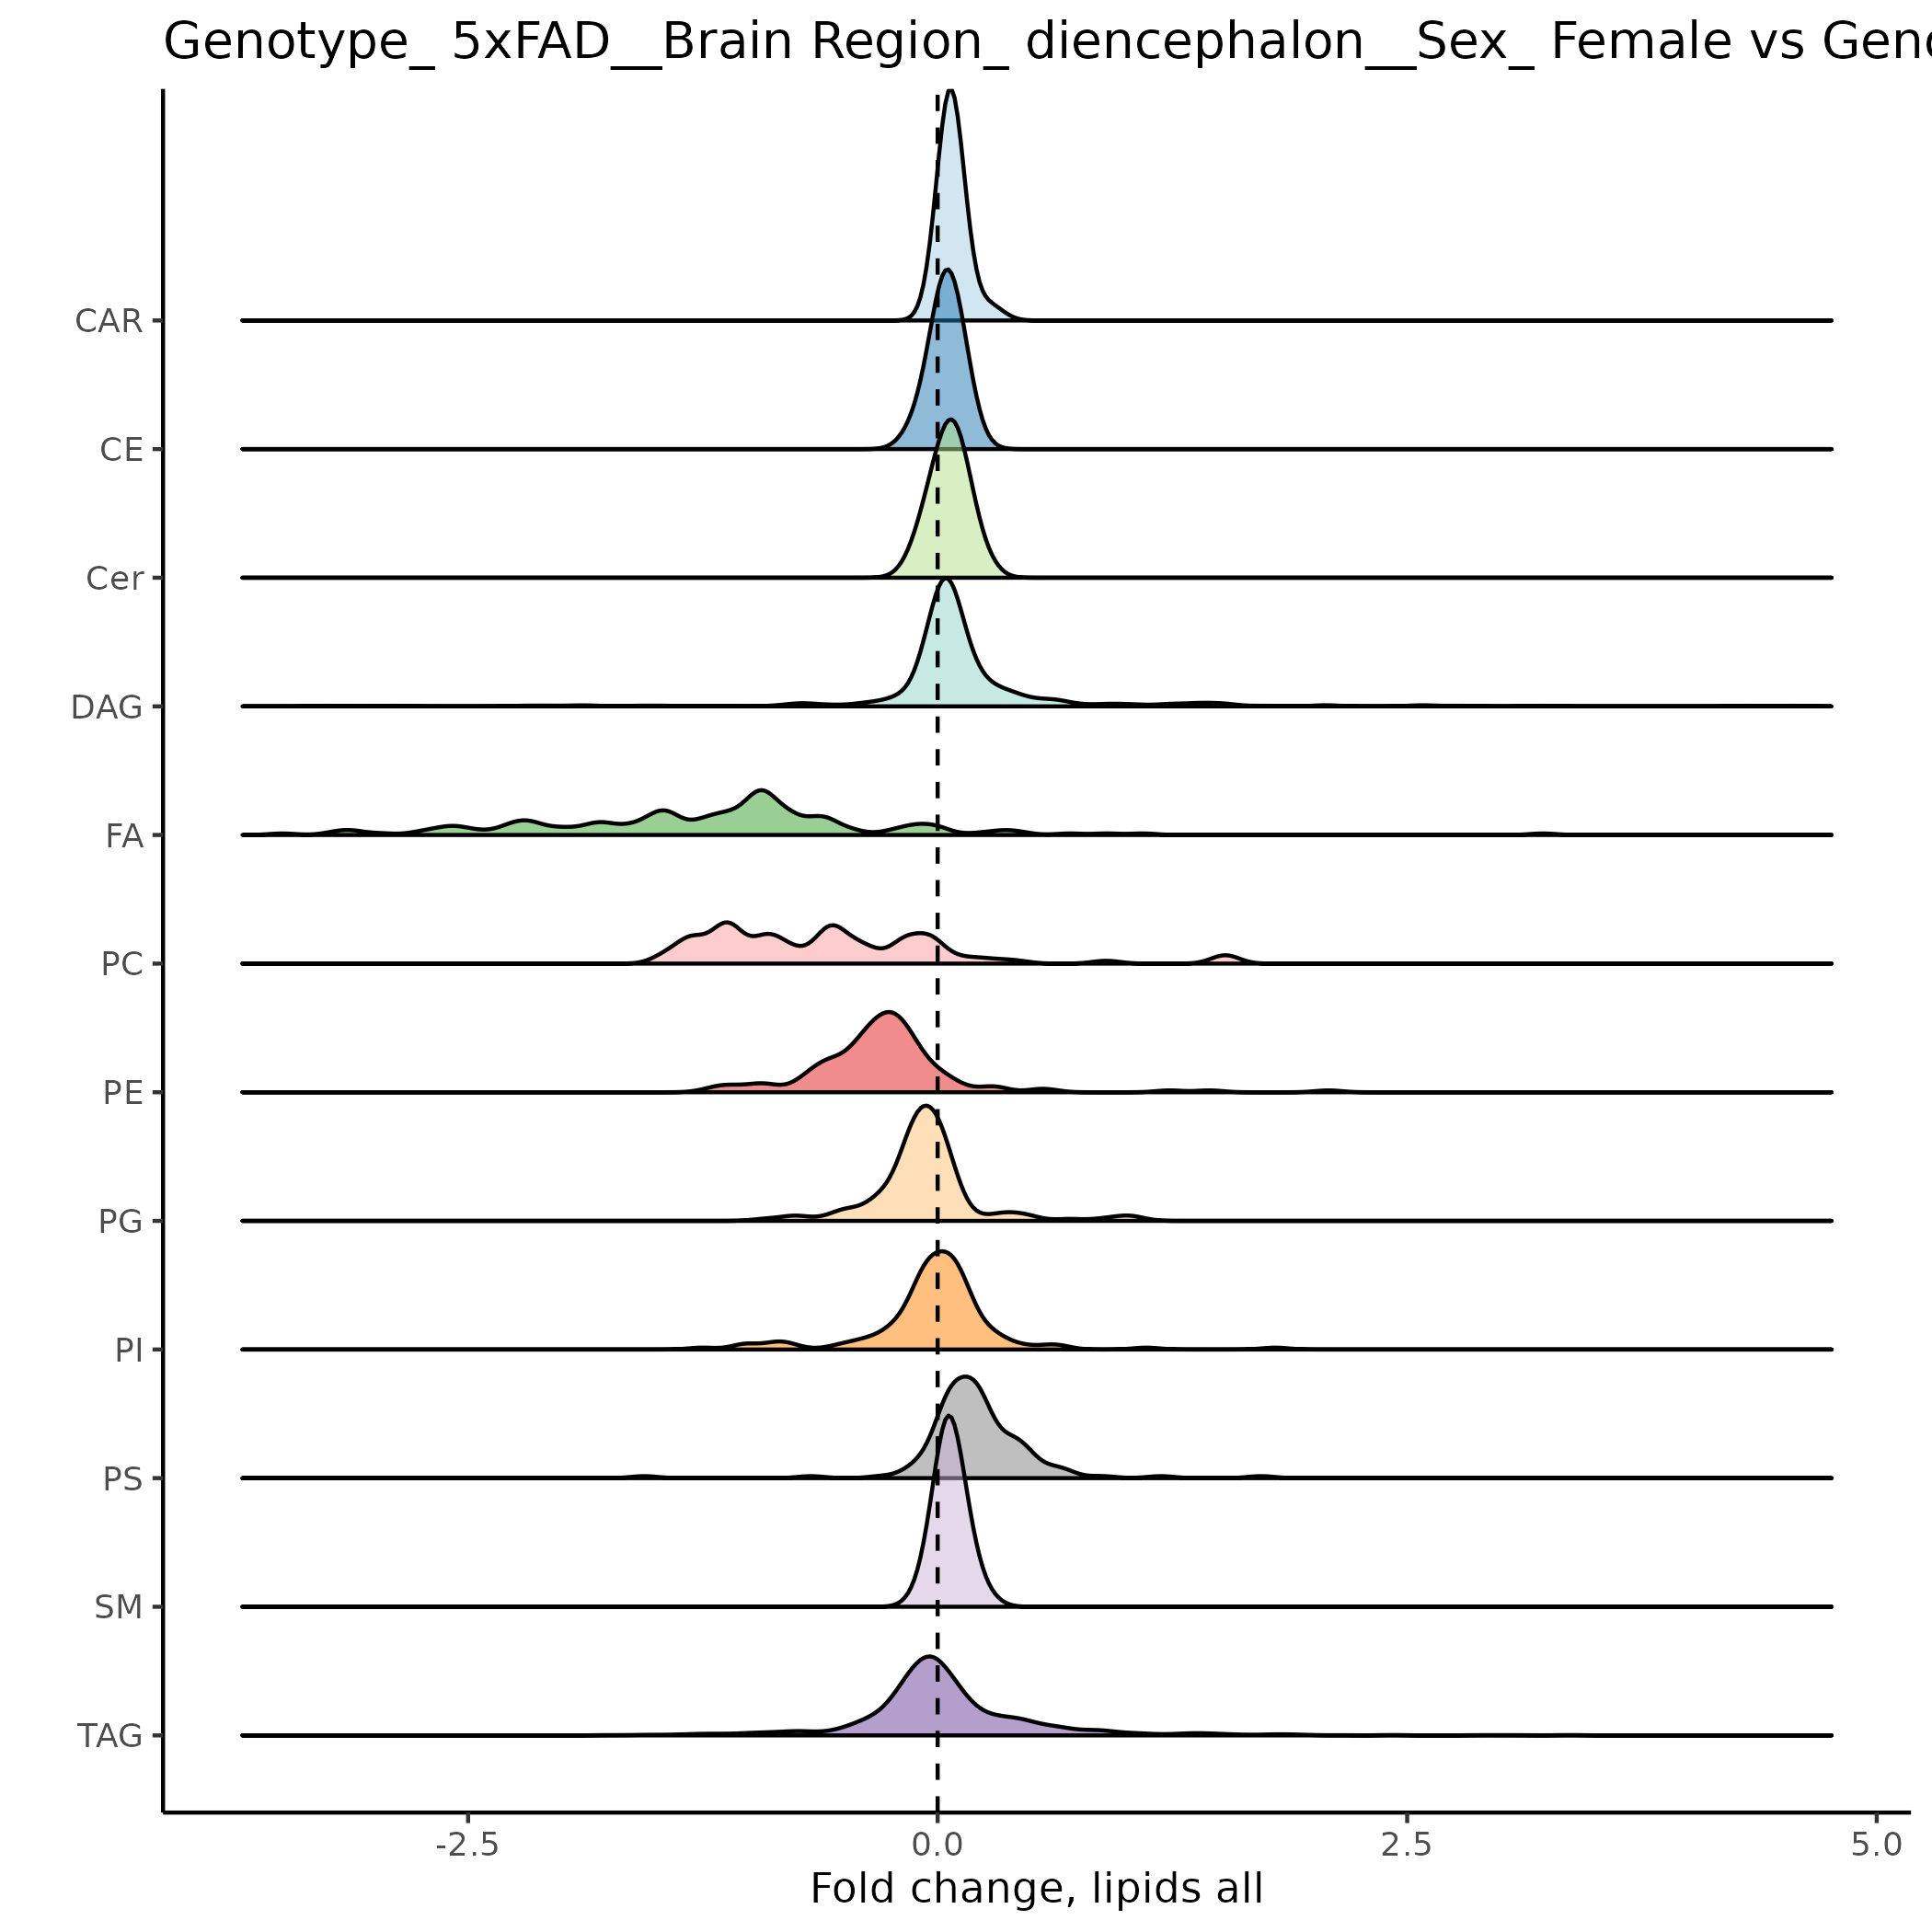 Genotype_ 5xFAD__Brain Region_ diencephalon__Sex_ Female vs
CAR
CE
Cer
DAG
FA
PC
PE
PG
PI
PS
SM
TAG
-2.5 0.0 2.5 5.0
Fold change, lipids all